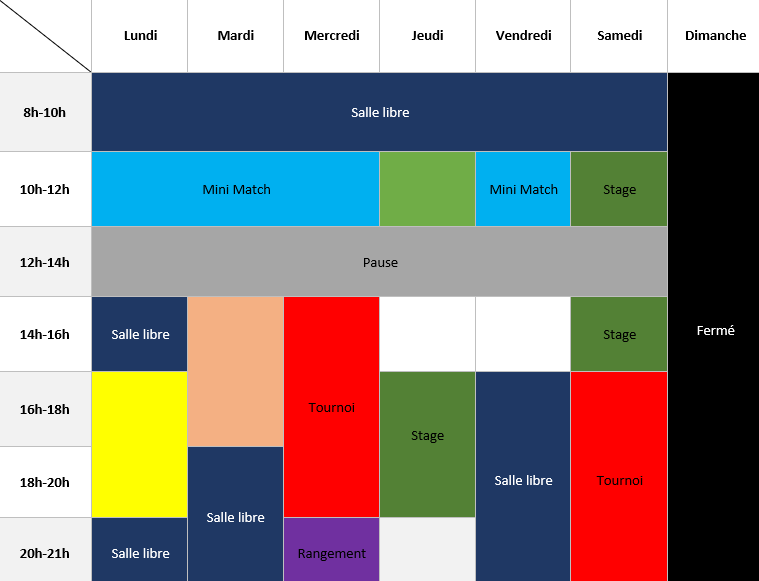 Lundi Mardi Mercredi Jeudi Vendredi Samedi Dimanche
8h-10h Salle libre
10h-12h Mini Match Mini Match Stage
12h-14h Pause
14h-16h Salle libre Stage Fermé
16h-18h Tournoi Stage
18h-20h Salle libre Salle libre Tournoi
20h-21h Salle libre Rangement